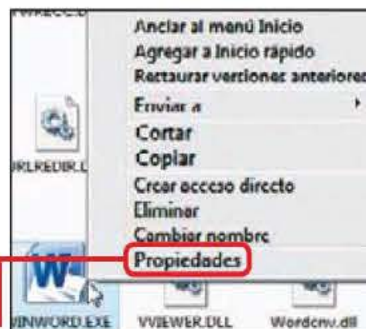 Anclar al menú Inicio
Agregar a Inicio rápido
Restaurar versiones anteriores
Enviar a
Cortar
Copiar
Crear acceso directo
Eliminar
Cambiar nombre
Propiedades
WINWORD.EXE
VVIEWER.DLL
Wordcnv.dll